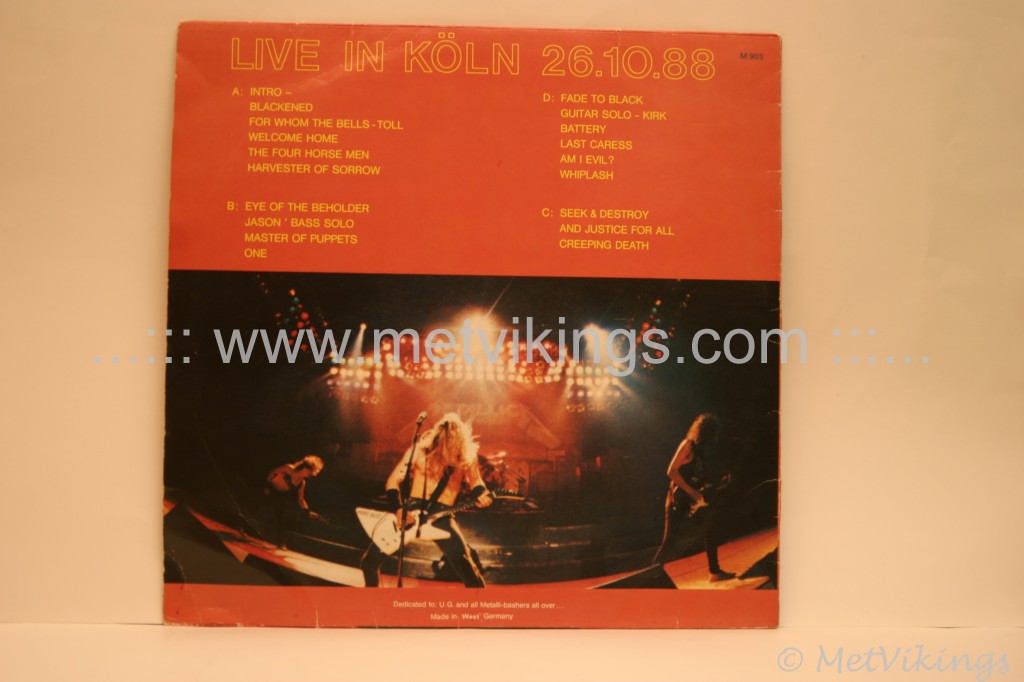 LIVE IN KÖLN 26.10.88
M 905
A: INTRO –
BLACKENED
FOR WHOM THE BELLS - TOLL
WELCOME HOME
THE FOUR HORSE MEN
HARVESTER OF SORROW
B: EYE OF THE BEHOLDER
JASON ' BASS SOLO
MASTER OF PUPPETS
ONE
D: FADE TO BLACK
GUITAR SOLO - KIRK
BATTERY
LAST CARESS
AM I EVIL?
WHIPLASH
C: SEEK & DESTROY
AND JUSTICE FOR ALL
CREEPING DEATH
...::: www.metvikings.com :::...
METALLICA
Dedicated to: U.G. and all Metalli-bashers all over...
Made in West Germany
© MetVikings